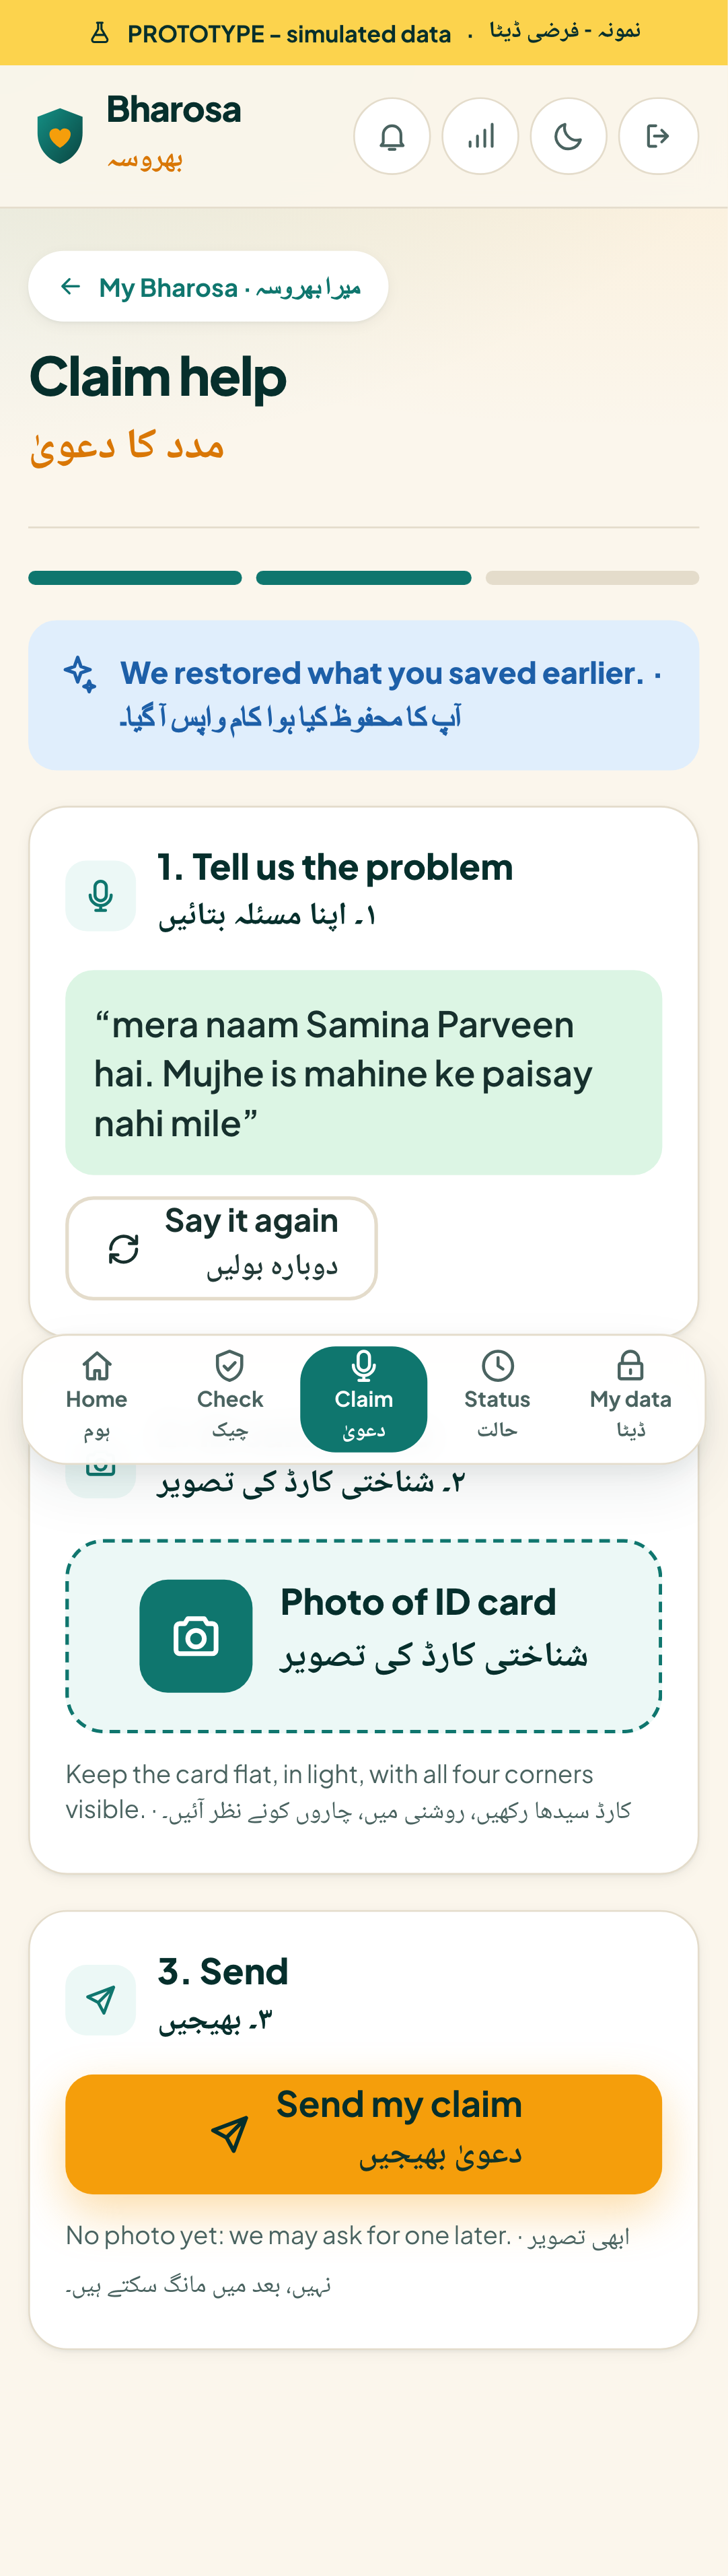 PROTOTYPE – simulated data · نمونہ - فرضی ڈیٹا
Bharosa
بھروسہ
My Bharosa · میرا بھروسہ
Claim help
مدد کا دعویٰ
We restored what you saved earlier. ·
آپ کا محفوظ کیا ہوا کام واپس آ گیا۔
1. Tell us the problem
۱۔ اپنا مسئلہ بتائیں
“mera naam Samina Parveen
hai. Mujhe is mahine ke paisay
nahi mile”
Say it again
دوبارہ بولیں
Home
ہوم
Check
چیک
Claim
دعویٰ
Status
حالت
My data
ڈیٹا
۲۔ شناختی کارڈ کی تصویر
Photo of ID card
شناختی کارڈ کی تصویر
Keep the card flat, in light, with all four corners
visible. · کارڈ سیدھا رکھیں، روشنی میں، چاروں کونے نظر آئیں۔
3. Send
۳۔ بھیجیں
Send my claim
دعویٰ بھیجیں
No photo yet: we may ask for one later. · ابھی تصویر
نہیں، بعد میں مانگ سکتے ہیں۔